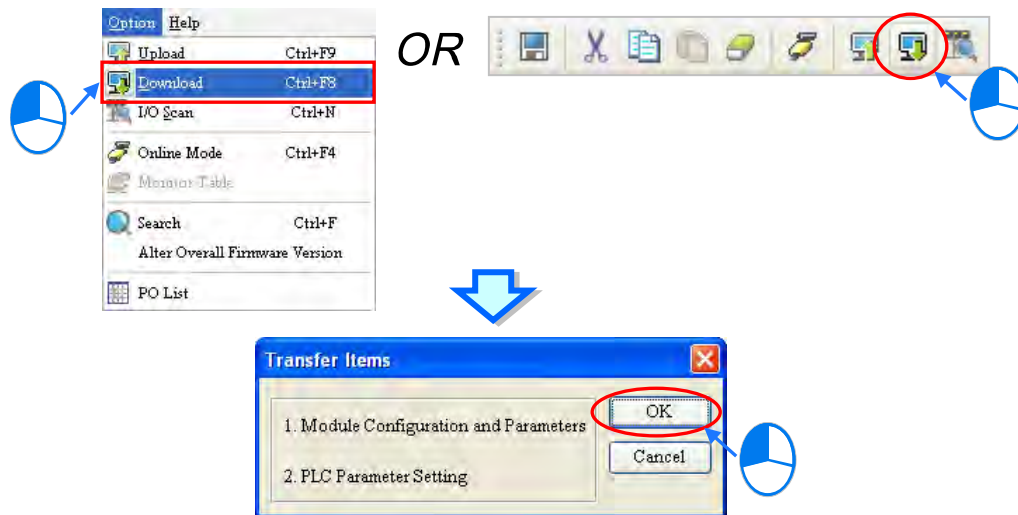 Option Help
Upload Ctrl+F9
Download Ctrl+F8
I/O Scan Ctrl+N
Online Mode Ctrl+F4
Monitor Table
Search Ctrl+F
Alter Overall Firmware Version
PO List
OR
Transfer Items
1. Module Configuration and Parameters
2. PLC Parameter Setting
OK
Cancel